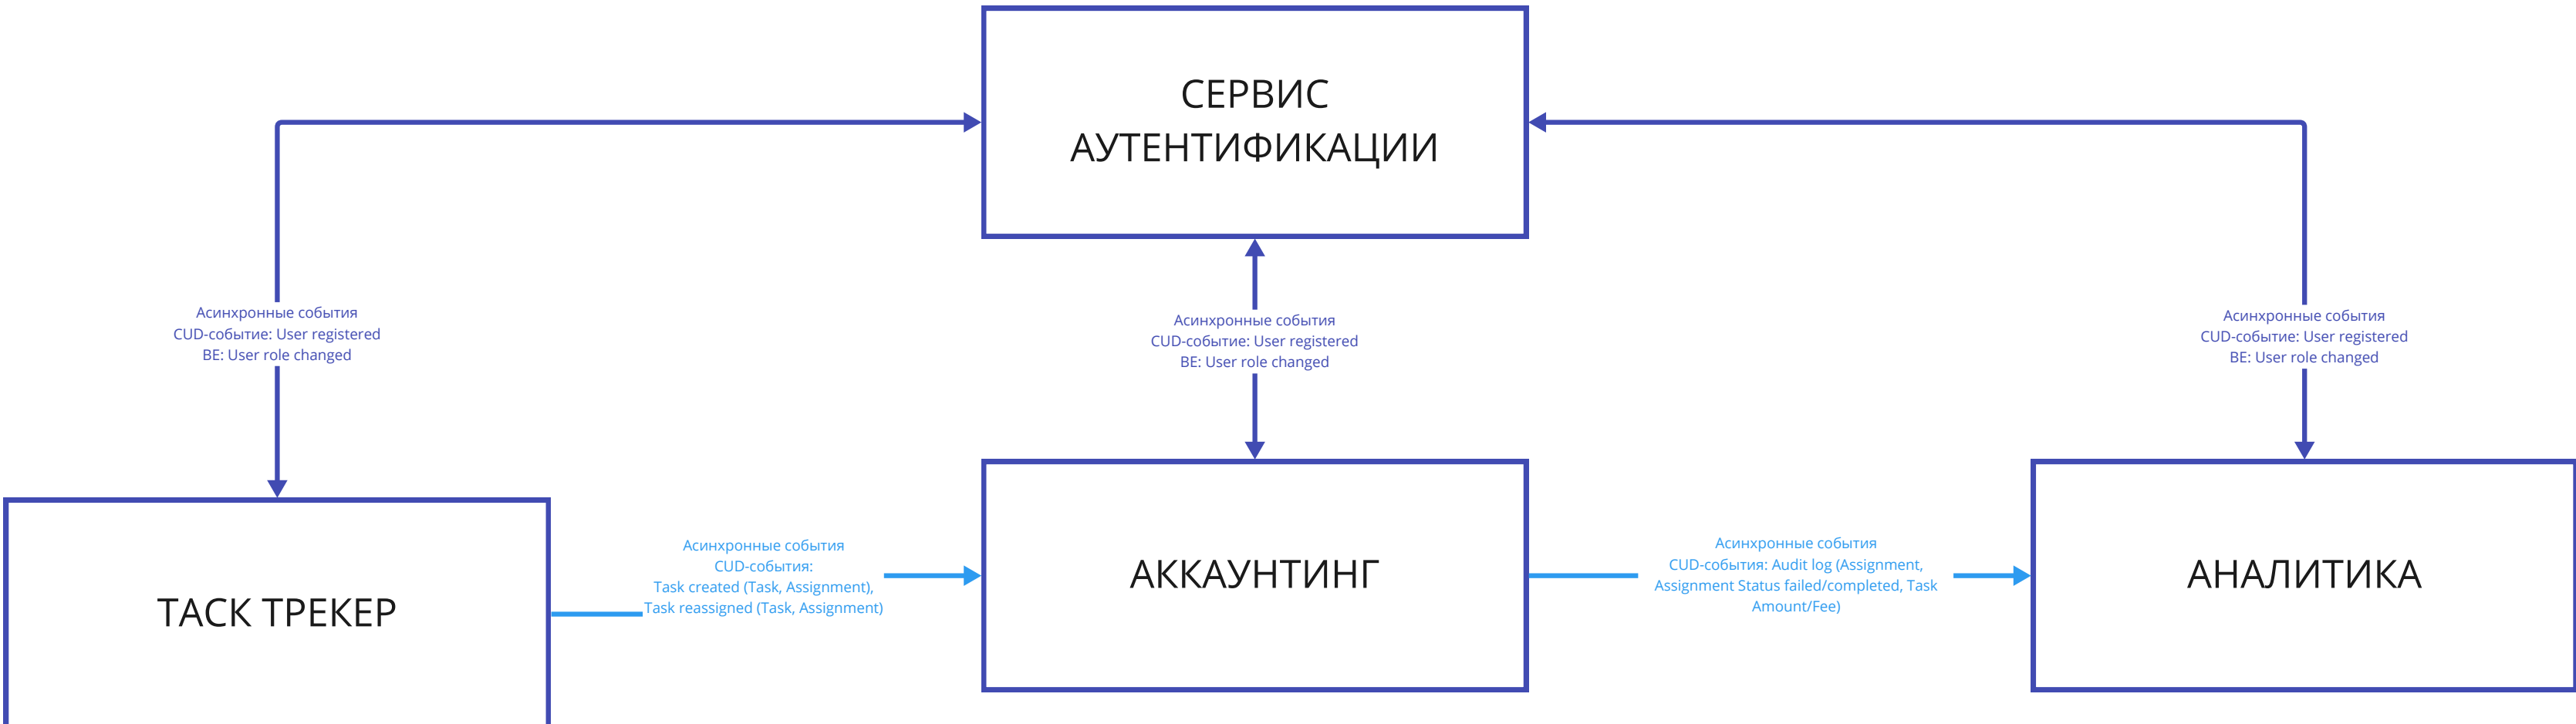 СЕРВИС
АУТЕНТИФИКАЦИИ
Асинхронные события
CUD-событие: User registered
BE: User role changed
Асинхронные события
CUD-событие: User registered
BE: User role changed
Асинхронные события
CUD-событие: User registered
BE: User role changed
ТАСК ТРЕКЕР
Асинхронные события
CUD-события:
Task created (Task, Assignment),
Task reassigned (Task, Assignment)
АККАУНТИНГ
Асинхронные события
CUD-события: Audit log (Assignment,
Assignment Status failed/completed, Task
Amount/Fee)
АНАЛИТИКА